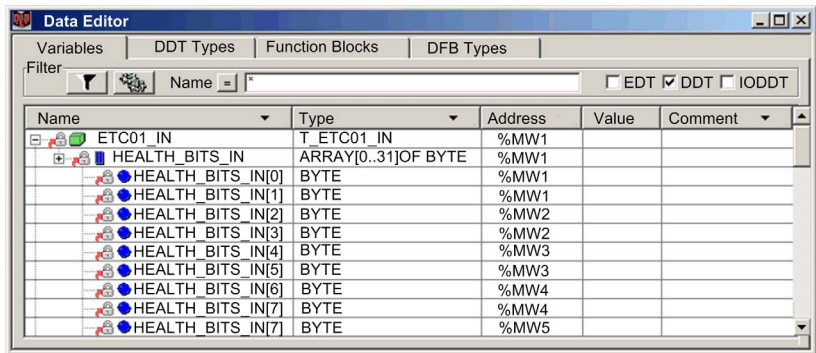 Data Editor
Variables DDT Types Function Blocks DFB Types
Filter
Name = * EDT DDT IODDT
Name Type Address Value Comment
ETC01_IN T_ETC01_IN %MW1
HEALTH_BITS_IN ARRAY[0..31]OF BYTE %MW1
HEALTH_BITS_IN[0] BYTE %MW1
HEALTH_BITS_IN[1] BYTE %MW1
HEALTH_BITS_IN[2] BYTE %MW2
HEALTH_BITS_IN[3] BYTE %MW2
HEALTH_BITS_IN[4] BYTE %MW3
HEALTH_BITS_IN[5] BYTE %MW3
HEALTH_BITS_IN[6] BYTE %MW4
HEALTH_BITS_IN[7] BYTE %MW4
HEALTH_BITS_IN[7] BYTE %MW5